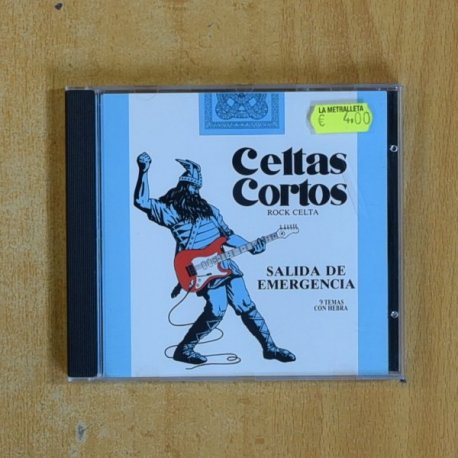 LA METRALLETA
€ 4.00
Celtas
Cortos
ROCK CELTA
SALIDA DE
EMERGENCIA
9 TEMAS
CON HEBRA